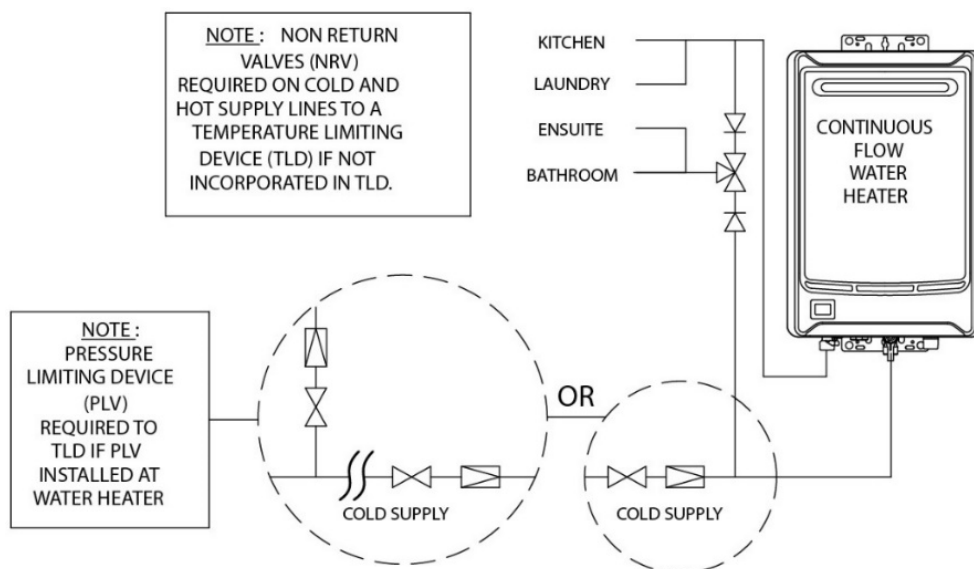 NOTE : NON RETURN
VALVES (NRV)
REQUIRED ON COLD AND
HOT SUPPLY LINES TO A
TEMPERATURE LIMITING
DEVICE (TLD) IF NOT
INCORPORATED IN TLD.
KITCHEN
LAUNDRY
ENSUITE
BATHROOM
CONTINUOUS
FLOW
WATER
HEATER
NOTE :
PRESSURE
LIMITING DEVICE
(PLV)
REQUIRED TO
TLD IF PLV
INSTALLED AT
WATER HEATER
OR
COLD SUPPLY
COLD SUPPLY